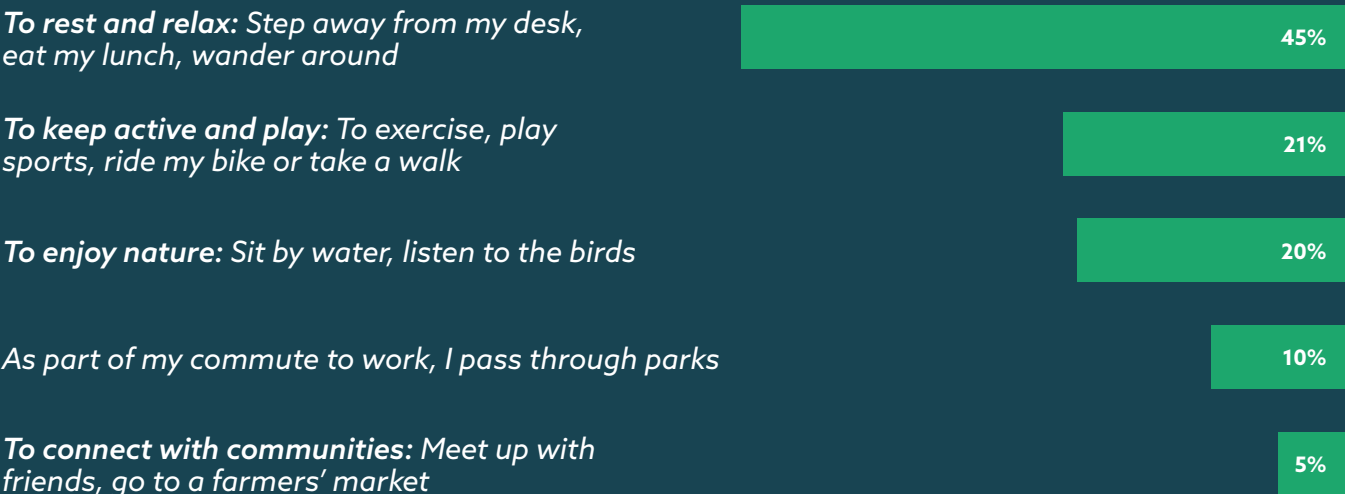 To rest and relax: Step away from my desk,
eat my lunch, wander around
45%
To keep active and play: To exercise, play
sports, ride my bike or take a walk
21%
To enjoy nature: Sit by water, listen to the birds
20%
As part of my commute to work, I pass through parks
10%
To connect with communities: Meet up with
friends, go to a farmers’ market
5%